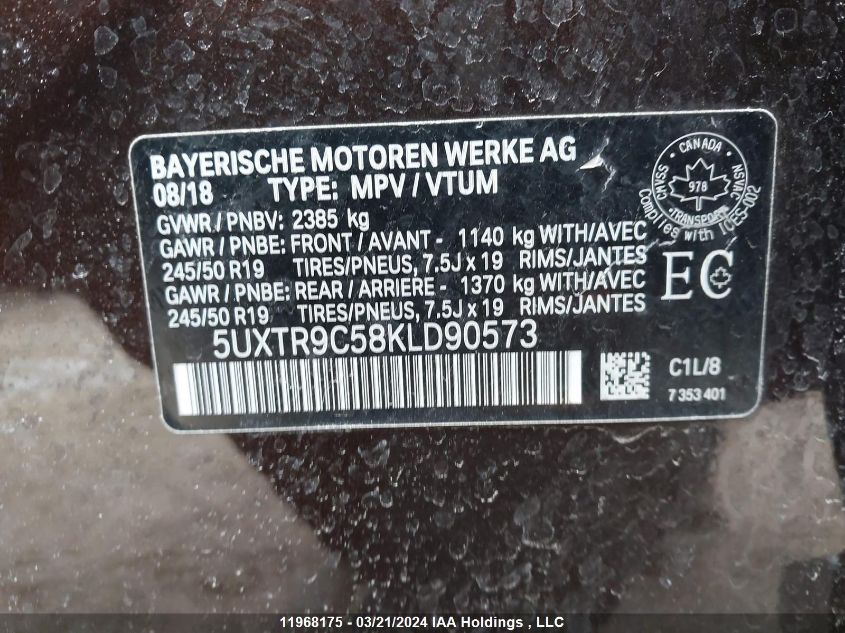 BAYERISCHE MOTOREN WERKE AG
08/18 TYPE: MPV / VTUM
GVWR / PNBV: 2385 kg
GAWR / PNBE: FRONT / AVANT - 1140 kg WITH/AVEC
245/50 R19 TIRES/PNEUS, 7.5J x 19 RIMS/JANTES
GAWR / PNBE: REAR / ARRIERE - 1370 kg WITH/AVEC
245/50 R19 TIRES/PNEUS, 7.5J x 19 RIMS/JANTES
5UXTR9C58KLD90573
CANADA
CMVSS NSVAC
978
TRANSPORT
Complies with ICES-002
EC
C1L/8
7 353 401
11968175 - 03/21/2024 IAA Holdings , LLC